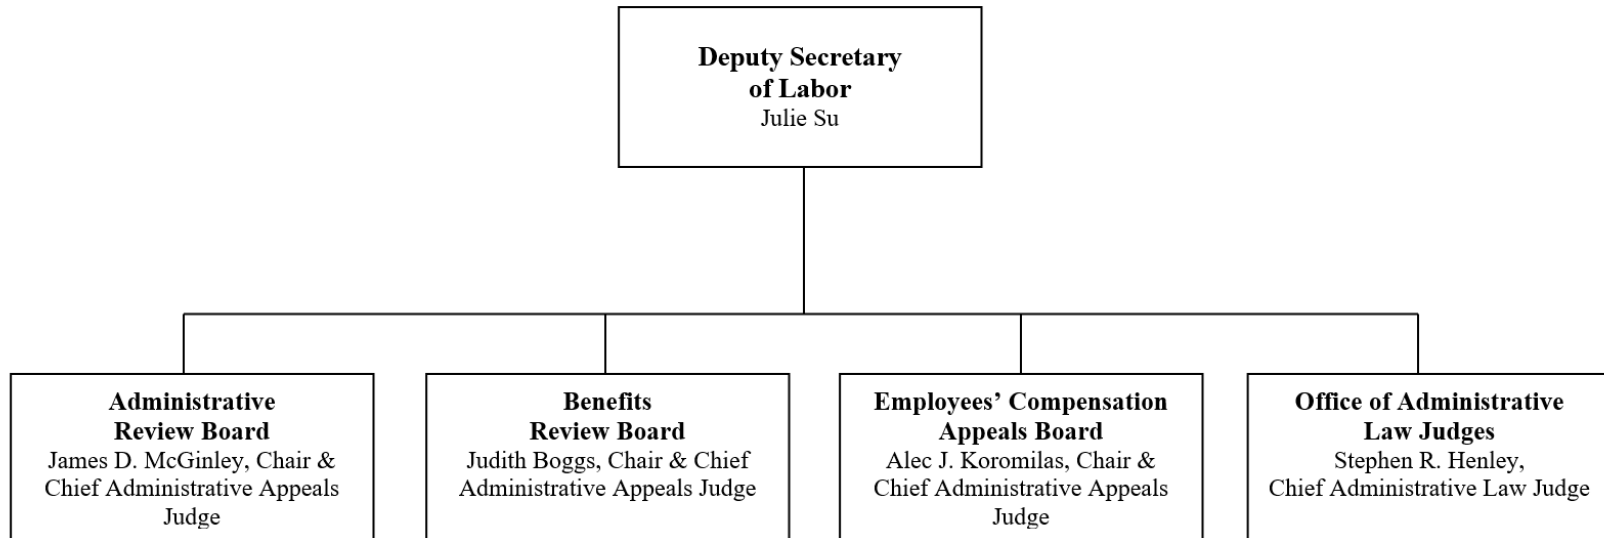 Deputy Secretary
of Labor
Julie Su
Administrative
Review Board
James D. McGinley, Chair &
Chief Administrative Appeals
Judge
Benefits
Review Board
Judith Boggs, Chair & Chief
Administrative Appeals Judge
Employees’ Compensation
Appeals Board
Alec J. Koromilas, Chair &
Chief Administrative Appeals
Judge
Office of Administrative
Law Judges
Stephen R. Henley,
Chief Administrative Law Judge